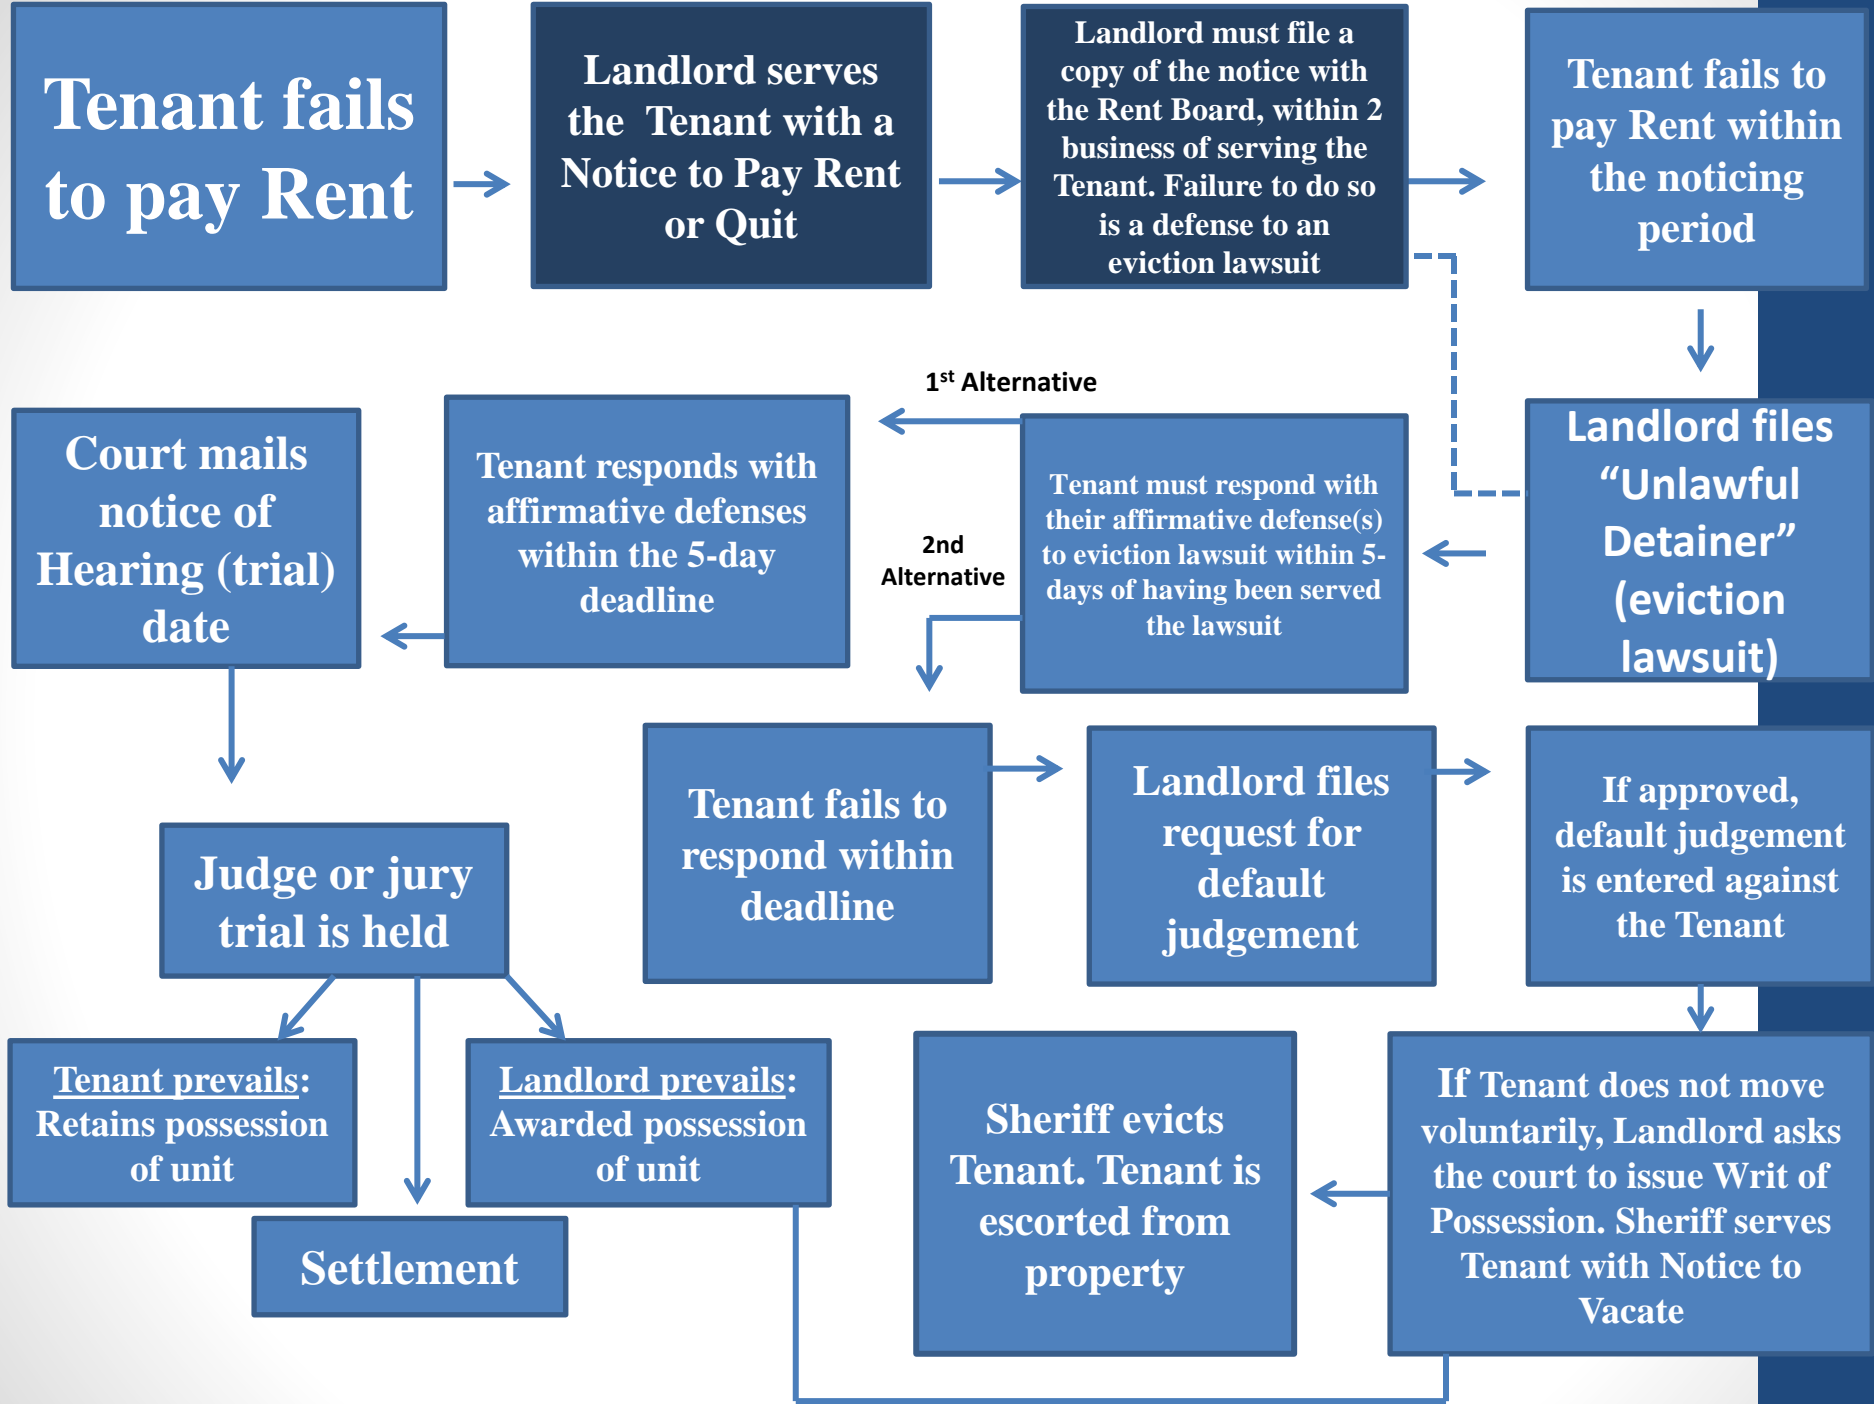 Tenant fails
to pay Rent
Landlord serves
the Tenant with a
Notice to Pay Rent
or Quit
Landlord must file a
copy of the notice with
the Rent Board, within 2
business of serving the
Tenant. Failure to do so
is a defense to an
eviction lawsuit
Tenant fails to
pay Rent within
the noticing
period
Landlord files
“Unlawful
Detainer”
(eviction
lawsuit)
Tenant must respond with
their affirmative defense(s)
to eviction lawsuit within 5-
days of having been served
the lawsuit
1st Alternative
Tenant responds with
affirmative defenses
within the 5-day
deadline
Court mails
notice of
Hearing (trial)
date
2nd
Alternative
Tenant fails to
respond within
deadline
Landlord files
request for
default
judgement
If approved,
default judgement
is entered against
the Tenant
Judge or jury
trial is held
Tenant prevails:
Retains possession
of unit
Settlement
Landlord prevails:
Awarded possession
of unit
If Tenant does not move
voluntarily, Landlord asks
the court to issue Writ of
Possession. Sheriff serves
Tenant with Notice to
Vacate
Sheriff evicts
Tenant. Tenant is
escorted from
property